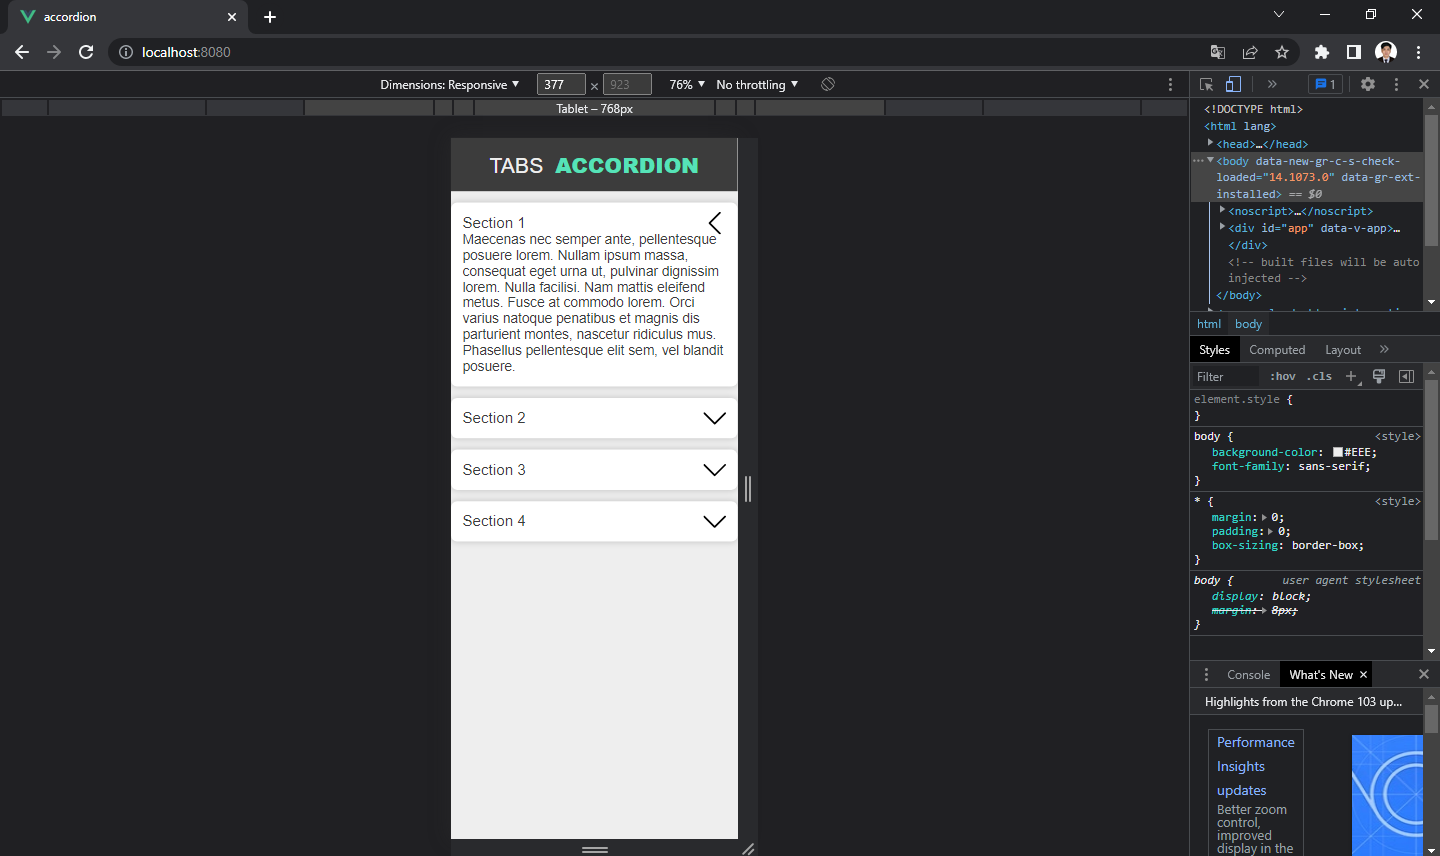 accordion
localhost:8080
Dimensions: Responsive 377 × 923 76% No throttling
Tablet – 768px
TABS ACCORDION
Section 1
Maecenas nec semper ante, pellentesque
posuere lorem. Nullam ipsum massa,
consequat eget urna ut, pulvinar dignissim
lorem. Nulla facilisi. Nam mattis eleifend
metus. Fusce at commodo lorem. Orci
varius natoque penatibus et magnis dis
parturient montes, nascetur ridiculus mus.
Phasellus pellentesque elit sem, vel blandit
posuere.
Section 2
Section 3
Section 4
1
<!DOCTYPE html>
<html lang>
<head>…</head>
<body data-new-gr-c-s-check-
loaded="14.1073.0" data-gr-ext-
installed> == $0
<noscript>…</noscript>
<div id="app" data-v-app>…
</div>
<!-- built files will be auto
injected -->
</body>
html body
Styles Computed Layout
Filter :hov .cls
element.style {
}
body { <style>
background-color: #EEE;
font-family: sans-serif;
}
* { <style>
margin: 0;
padding: 0;
box-sizing: border-box;
}
body { user agent stylesheet
display: block;
margin: 8px;
}
Console What's New
Highlights from the Chrome 103 up...
Performance
Insights
updates
Better zoom
control,
improved
display in the